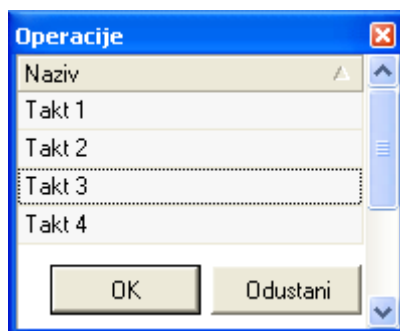 Operacije
Naziv
Takt 1
Takt 2
Takt 3
Takt 4
OK Odustani